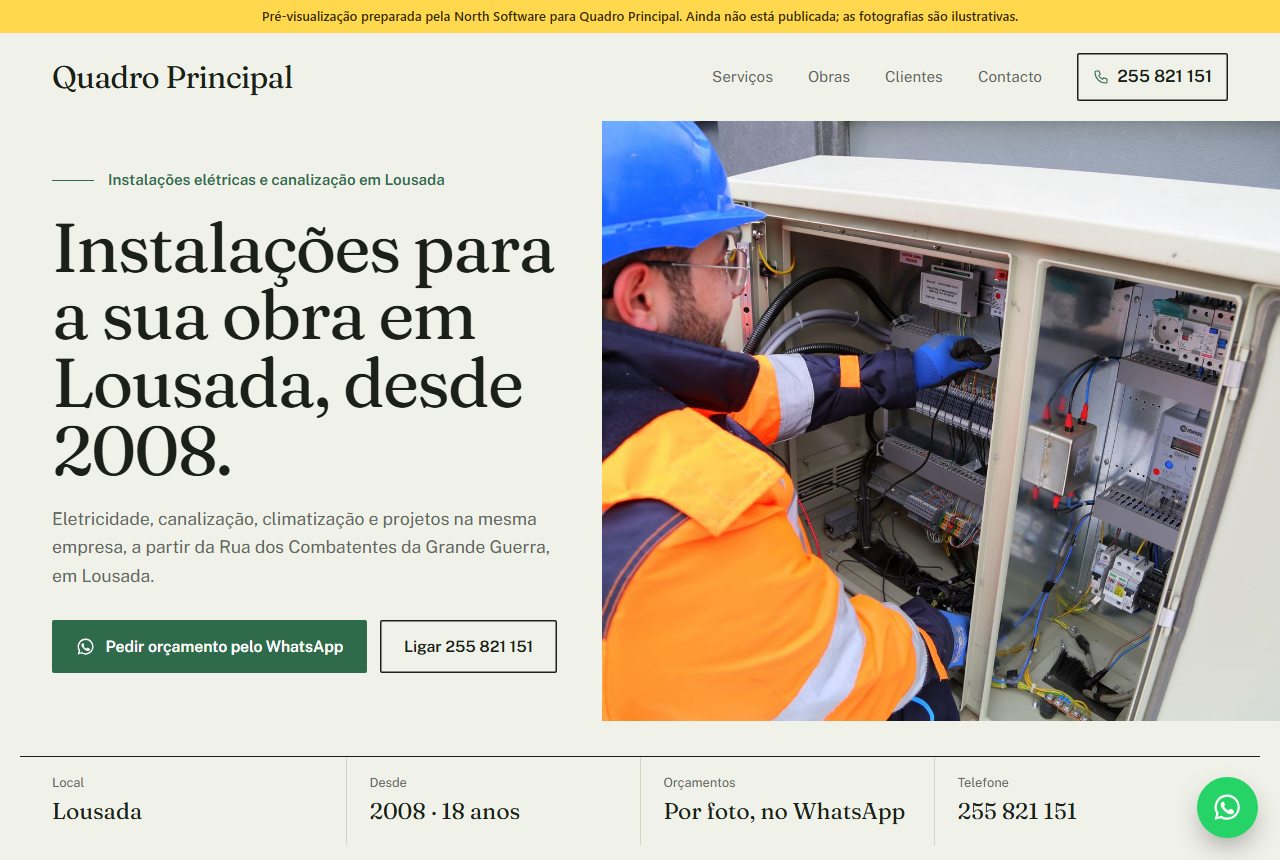 Pré-visualização preparada pela North Software para Quadro Principal. Ainda não está publicada; as fotografias são ilustrativas.
Quadro Principal
Serviços
Obras
Clientes
Contacto
255 821 151
Instalações elétricas e canalização em Lousada
Instalações para
a sua obra em
Lousada, desde
2008.
Eletricidade, canalização, climatização e projetos na mesma
empresa, a partir da Rua dos Combatentes da Grande Guerra,
em Lousada.
Pedir orçamento pelo WhatsApp
Ligar 255 821 151
Local
Lousada
Desde
2008 · 18 anos
Orçamentos
Por foto, no WhatsApp
Telefone
255 821 151